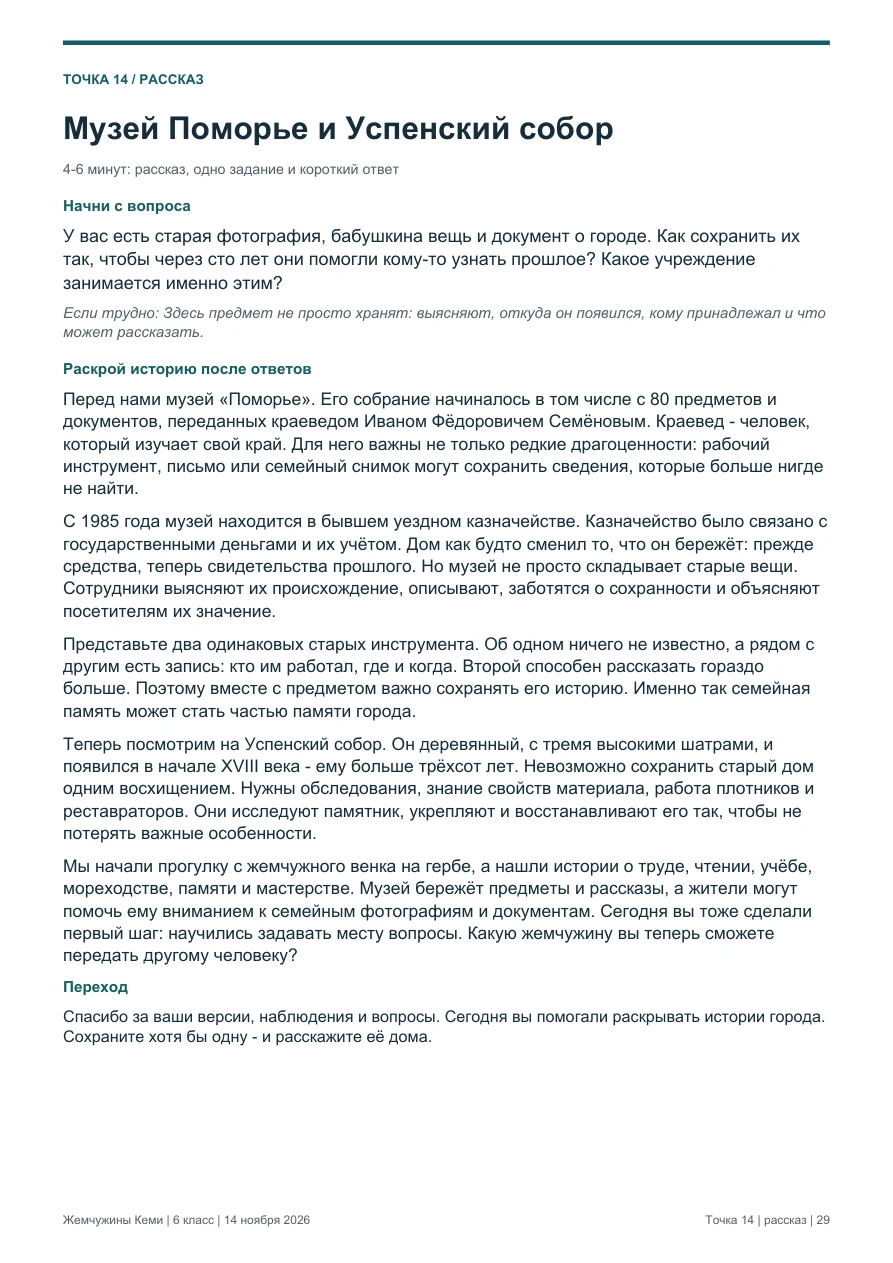 ТОЧКА 14 / РАССКАЗ
Музей Поморье и Успенский собор
4-6 минут: рассказ, одно задание и короткий ответ
Начни с вопроса
У вас есть старая фотография, бабушкина вещь и документ о городе. Как сохранить их
так, чтобы через сто лет они помогли кому-то узнать прошлое? Какое учреждение
занимается именно этим?
Если трудно: Здесь предмет не просто хранят: выясняют, откуда он появился, кому принадлежал и что
может рассказать.
Раскрой историю после ответов
Перед нами музей «Поморье». Его собрание начиналось в том числе с 80 предметов и
документов, переданных краеведом Иваном Фёдоровичем Семёновым. Краевед - человек,
который изучает свой край. Для него важны не только редкие драгоценности: рабочий
инструмент, письмо или семейный снимок могут сохранить сведения, которые больше нигде
не найти.
С 1985 года музей находится в бывшем уездном казначействе. Казначейство было связано с
государственными деньгами и их учётом. Дом как будто сменил то, что он бережёт: прежде
средства, теперь свидетельства прошлого. Но музей не просто складывает старые вещи.
Сотрудники выясняют их происхождение, описывают, заботятся о сохранности и объясняют
посетителям их значение.
Представьте два одинаковых старых инструмента. Об одном ничего не известно, а рядом с
другим есть запись: кто им работал, где и когда. Второй способен рассказать гораздо
больше. Поэтому вместе с предметом важно сохранять его историю. Именно так семейная
память может стать частью памяти города.
Теперь посмотрим на Успенский собор. Он деревянный, с тремя высокими шатрами, и
появился в начале XVIII века - ему больше трёхсот лет. Невозможно сохранить старый дом
одним восхищением. Нужны обследования, знание свойств материала, работа плотников и
реставраторов. Они исследуют памятник, укрепляют и восстанавливают его так, чтобы не
потерять важные особенности.
Мы начали прогулку с жемчужного венка на гербе, а нашли истории о труде, чтении, учёбе,
мореходстве, памяти и мастерстве. Музей бережёт предметы и рассказы, а жители могут
помочь ему вниманием к семейным фотографиям и документам. Сегодня вы тоже сделали
первый шаг: научились задавать месту вопросы. Какую жемчужину вы теперь сможете
передать другому человеку?
Переход
Спасибо за ваши версии, наблюдения и вопросы. Сегодня вы помогали раскрывать истории города.
Сохраните хотя бы одну - и расскажите её дома.
Жемчужины Кеми | 6 класс | 14 ноября 2026
Точка 14 | рассказ | 29